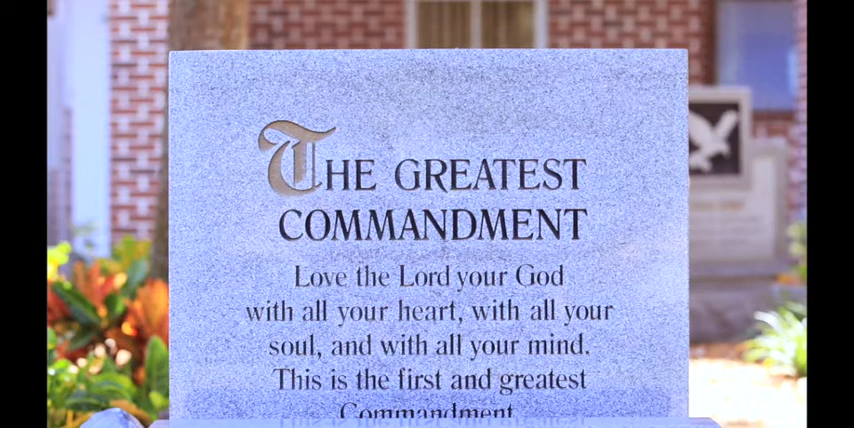 THE GREATEST
COMMANDMENT
Love the Lord your God
with all your heart, with all your
soul, and with all your mind.
This is the first and greatest
Commandment